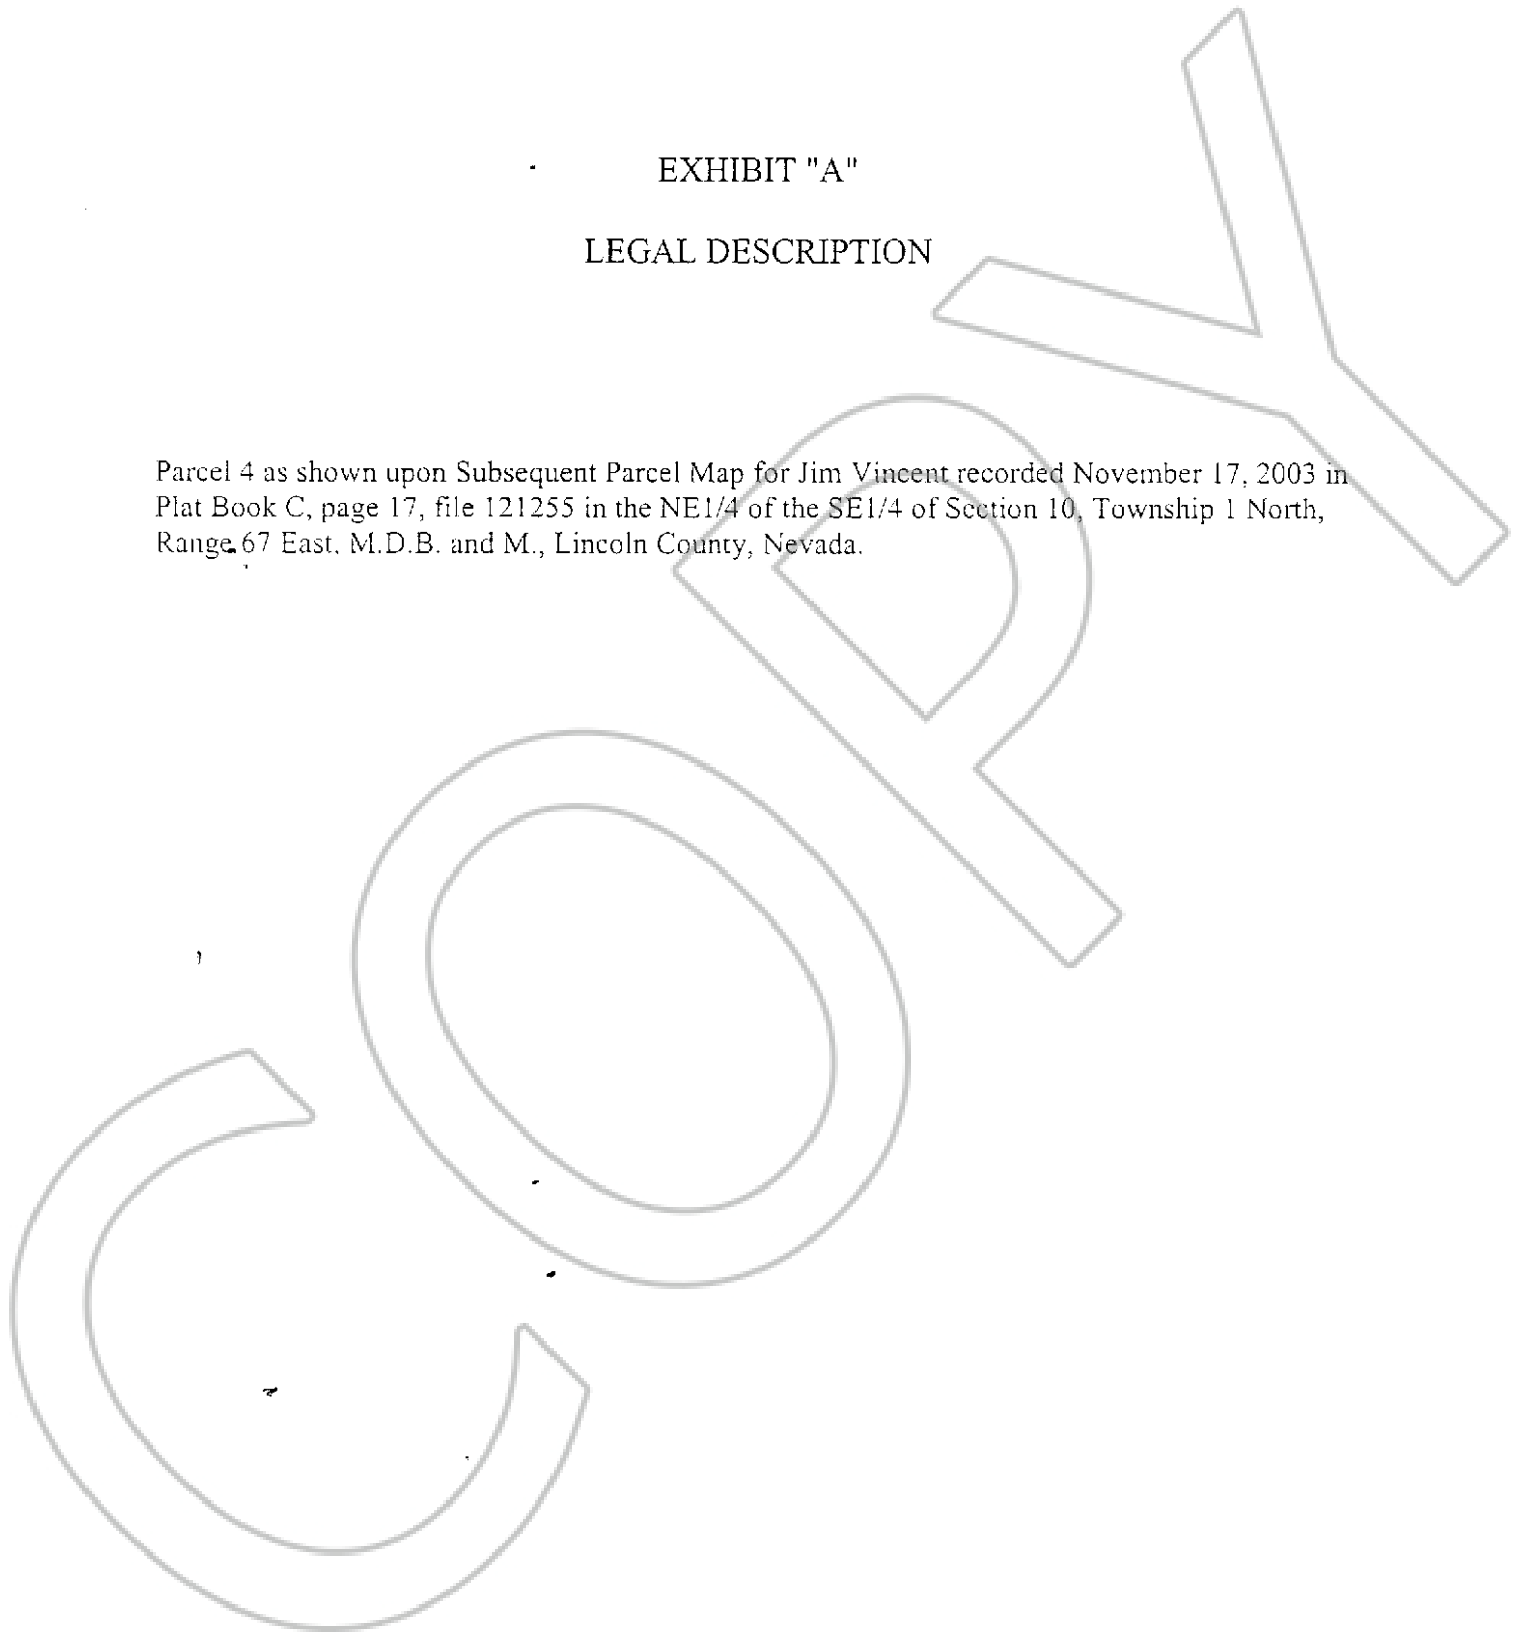 EXHIBIT "A"
LEGAL DESCRIPTION
Parcel 4 as shown upon Subsequent Parcel Map for Jim Vincent recorded November 17, 2003 in
Plat Book C, page 17, file 121255 in the NE1/4 of the SE1/4 of Section 10, Township 1 North,
Range 67 East, M.D.B. and M., Lincoln County, Nevada.
COPY